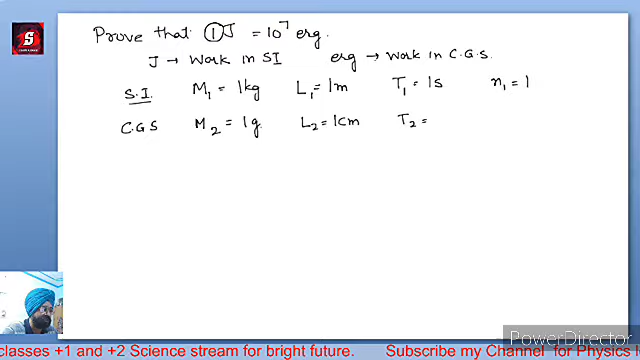 Prove that 1 J = 10⁷ erg.
J → Work in SI erg → Work in C.G.S.
S.I. M₁ = 1kg L₁ = 1m T₁ = 1s n₁ = 1
C.G.S M₂ = 1g. L₂ = 1cm T₂ =
PowerDirector
classes +1 and +2 Science stream for bright future. Subscribe my Channel for Physics